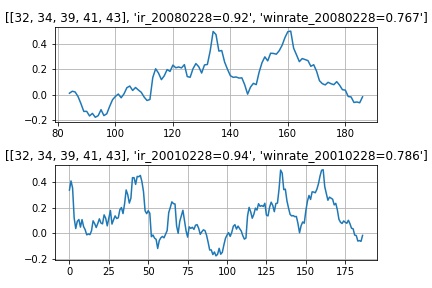 [[32, 34, 39, 41, 43], 'ir_20080228=0.92', 'winrate_20080228=0.767']
0.4
0.2
0.0
−0.2
80 100 120 140 160 180
[[32, 34, 39, 41, 43], 'ir_20010228=0.94', 'winrate_20010228=0.786']
0.4
0.2
0.0
−0.2
0 25 50 75 100 125 150 175